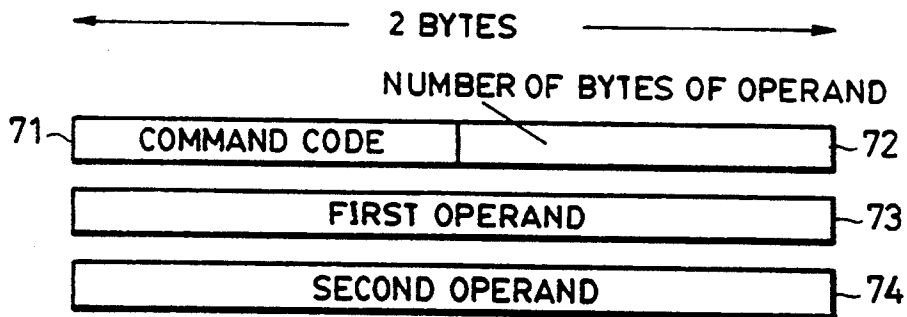 2 BYTES
NUMBER OF BYTES OF OPERAND
71 COMMAND CODE 72
FIRST OPERAND 73
SECOND OPERAND 74